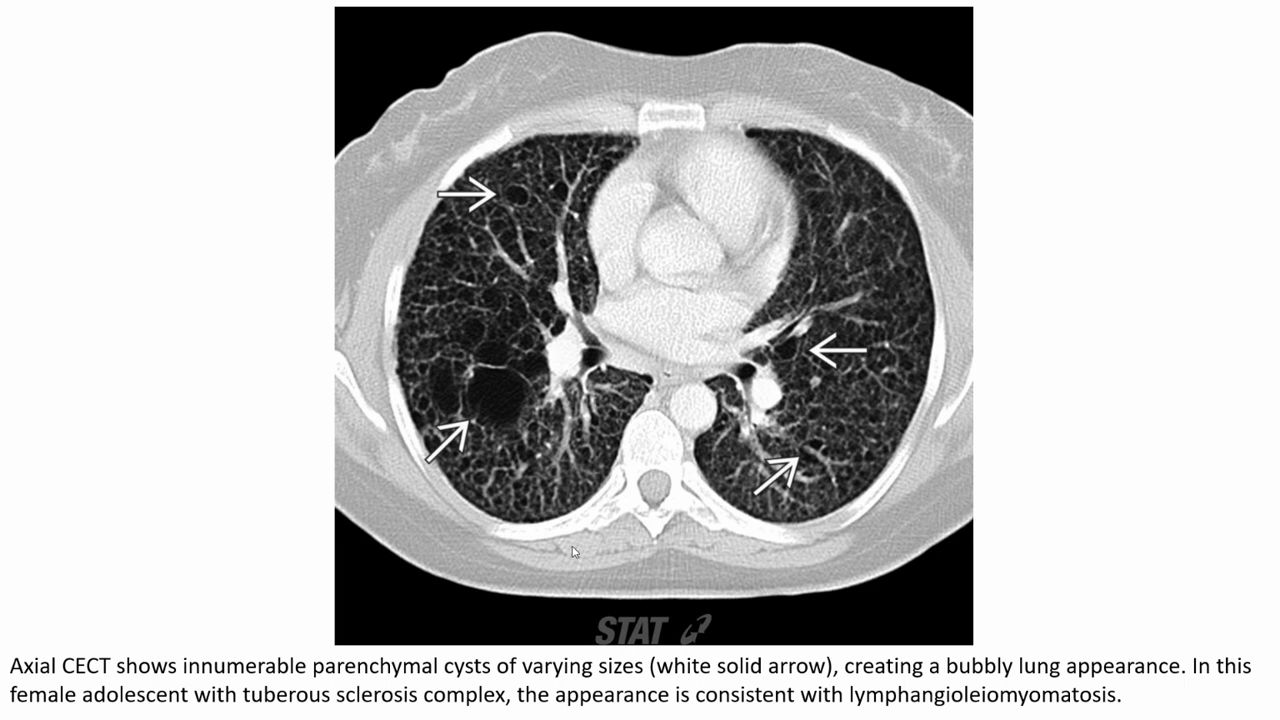 STAT
Axial CECT shows innumerable parenchymal cysts of varying sizes (white solid arrow), creating a bubbly lung appearance. In this
female adolescent with tuberous sclerosis complex, the appearance is consistent with lymphangioleiomyomatosis.